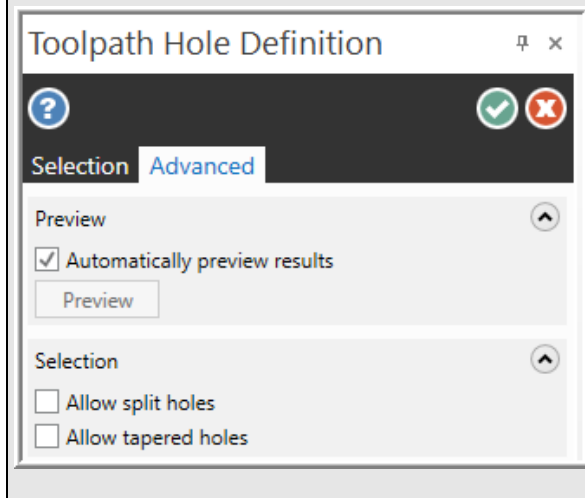 Toolpath Hole Definition
Selection Advanced
Preview
Automatically preview results
Preview
Selection
Allow split holes
Allow tapered holes